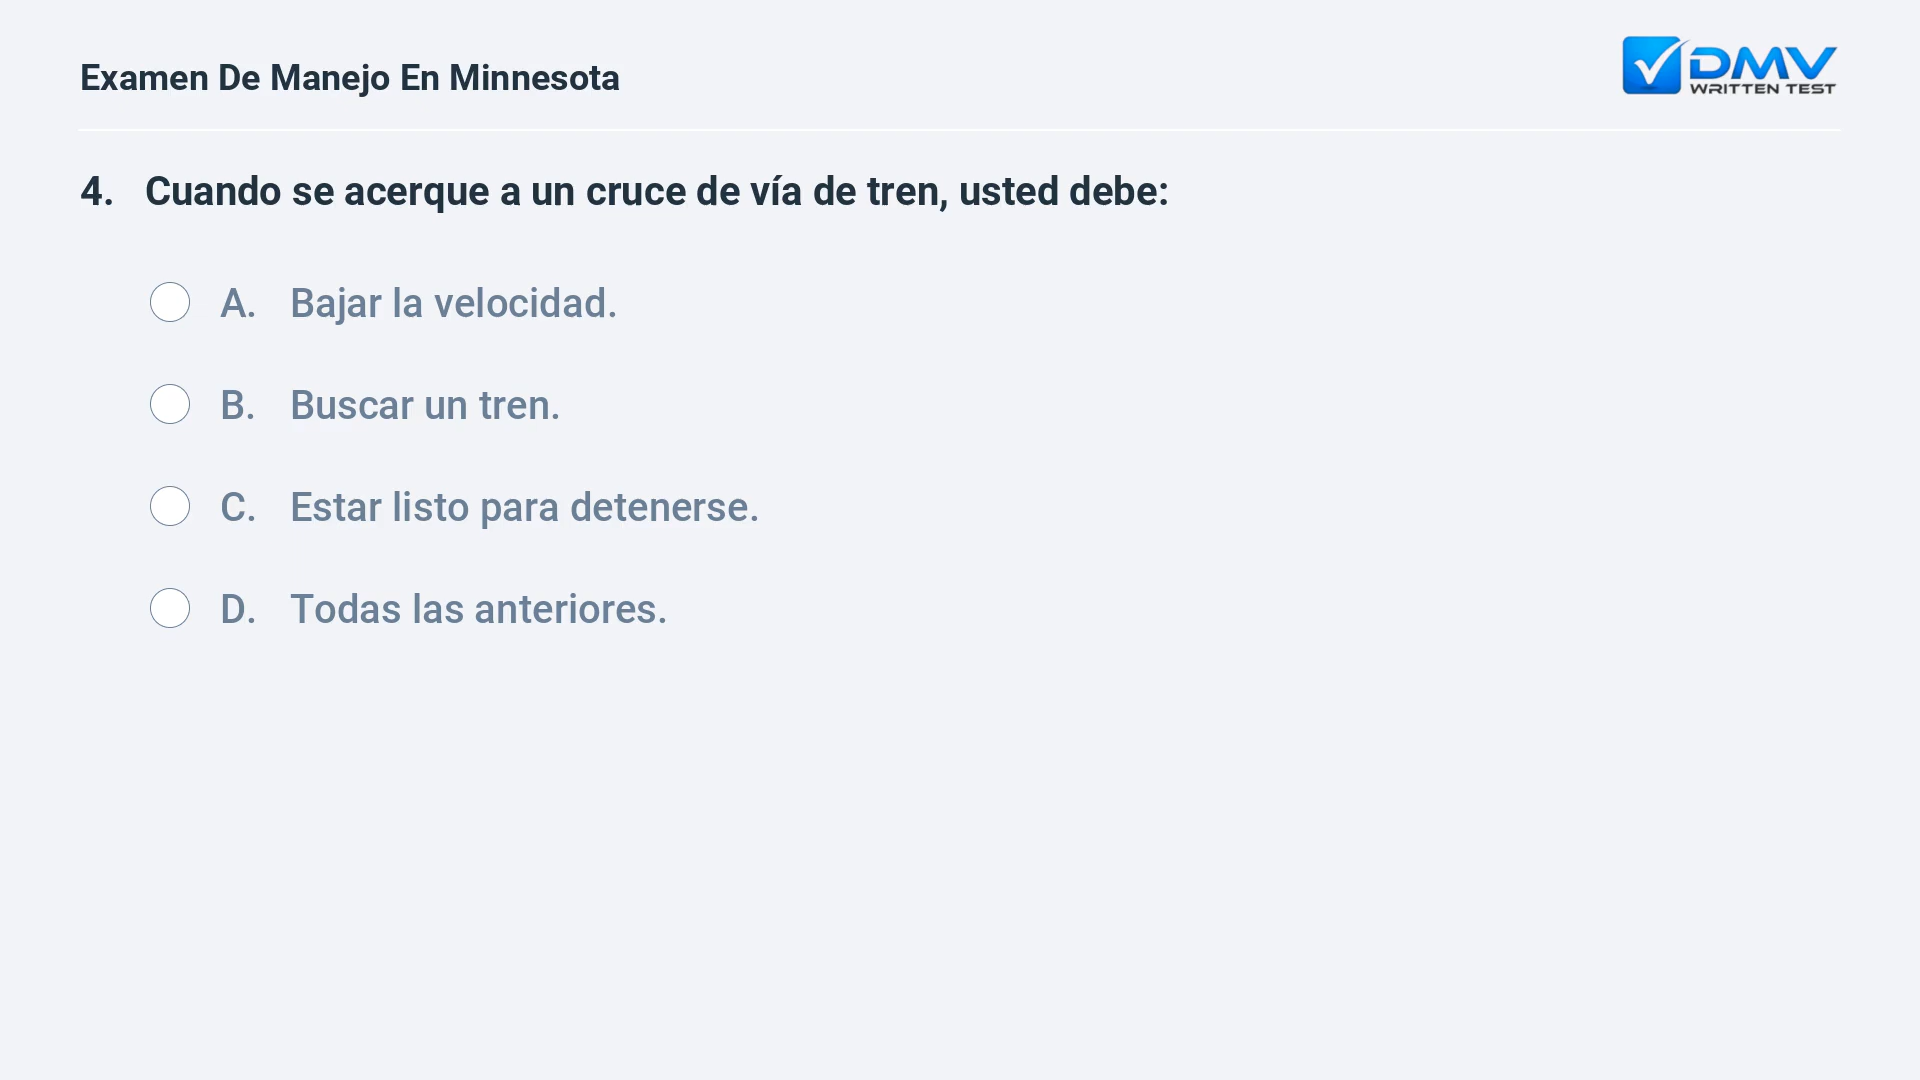 Examen De Manejo En Minnesota
DMV
WRITTEN TEST
4. Cuando se acerque a un cruce de vía de tren, usted debe:
A. Bajar la velocidad.
B. Buscar un tren.
C. Estar listo para detenerse.
D. Todas las anteriores.